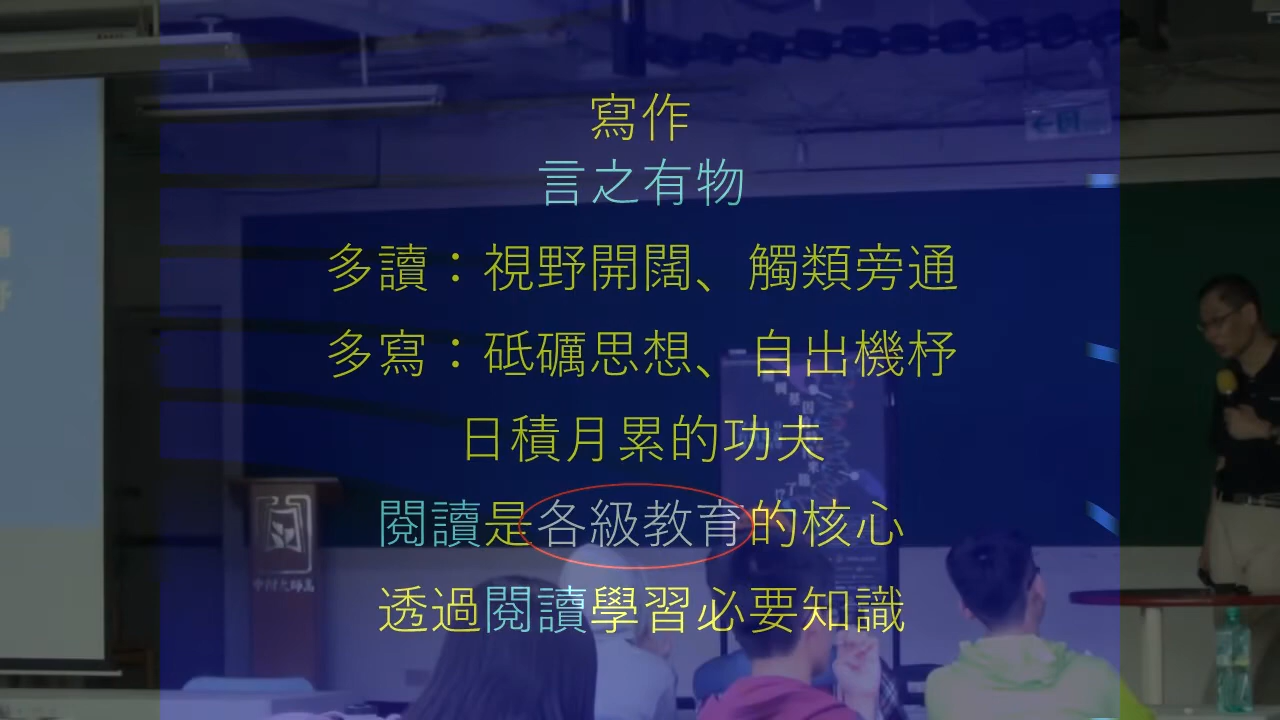 寫作
言之有物
多讀：視野開闊、觸類旁通
多寫：砥礪思想、自出機杼
日積月累的功夫
閱讀是各級教育的核心
透過閱讀學習必要知識